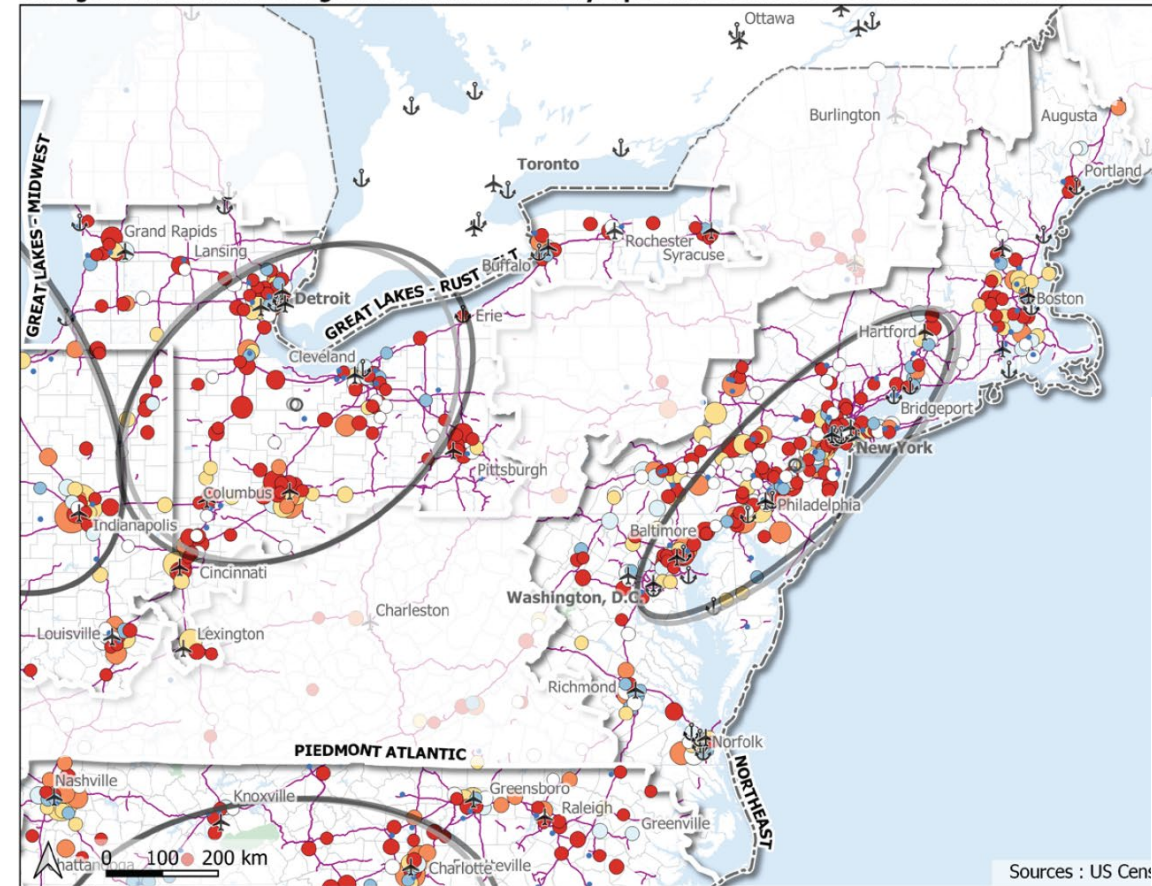 Ottawa
Burlington
Augusta
Portland
Toronto
GREAT LAKES - MIDWEST
Grand Rapids
Lansing
Rochester
Syracuse
Buffalo
GREAT LAKES - RUST
Detroit
Erie
Boston
Hartford
Cleveland
Bridgeport
New York
Pittsburgh
Columbus
Philadelphia
Indianapolis
Baltimore
Cincinnati
Washington, D.C.
Charleston
Louisville
Lexington
Richmond
Norfolk
PIEDMONT ATLANTIC
NORTHEAST
Nashville
Knoxville
Greensboro
Raleigh
Greenville
Charlotte
hattanooga
eville
0 100 200 km
Sources : US Cens